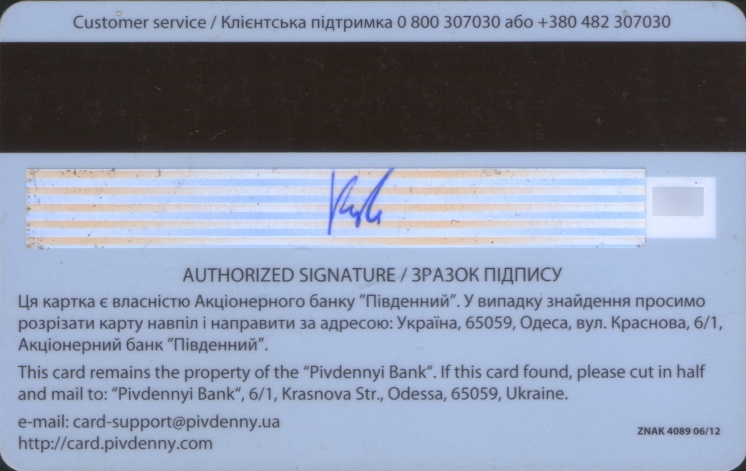 Customer service / Клієнтська підтримка 0 800 307030 або +380 482 307030
AUTHORIZED SIGNATURE / ЗРАЗОК ПІДПИСУ
Ця картка є власністю Акціонерного банку "Південний". У випадку знайдення просимо
розрізати карту навпіл і направити за адресою: Україна, 65059, Одеса, вул. Краснова, 6/1,
Акціонерний банк "Південний".
This card remains the property of the "Pivdennyi Bank". If this card found, please cut in half
and mail to: "Pivdennyi Bank", 6/1, Krasnova Str., Odessa, 65059, Ukraine.
e-mail: card-support@pivdenny.ua
http://card.pivdenny.com
ZNAK 4089 06/12